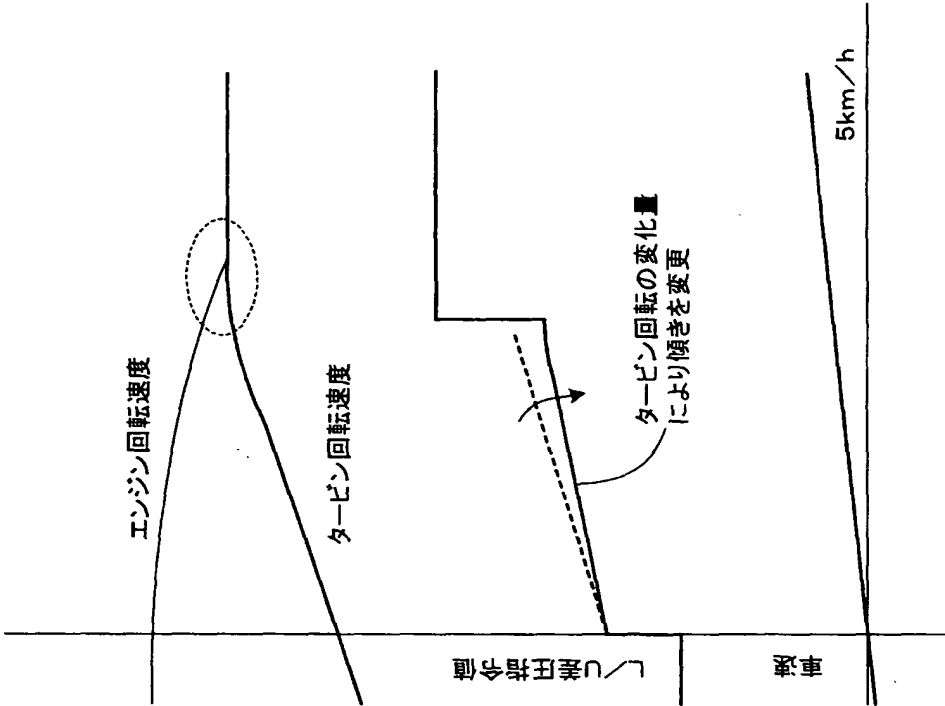 エンジン回転速度
タービン回転速度
L/U差圧指令値
タービン回転の変化量
により傾きを変更
車速
5km/h